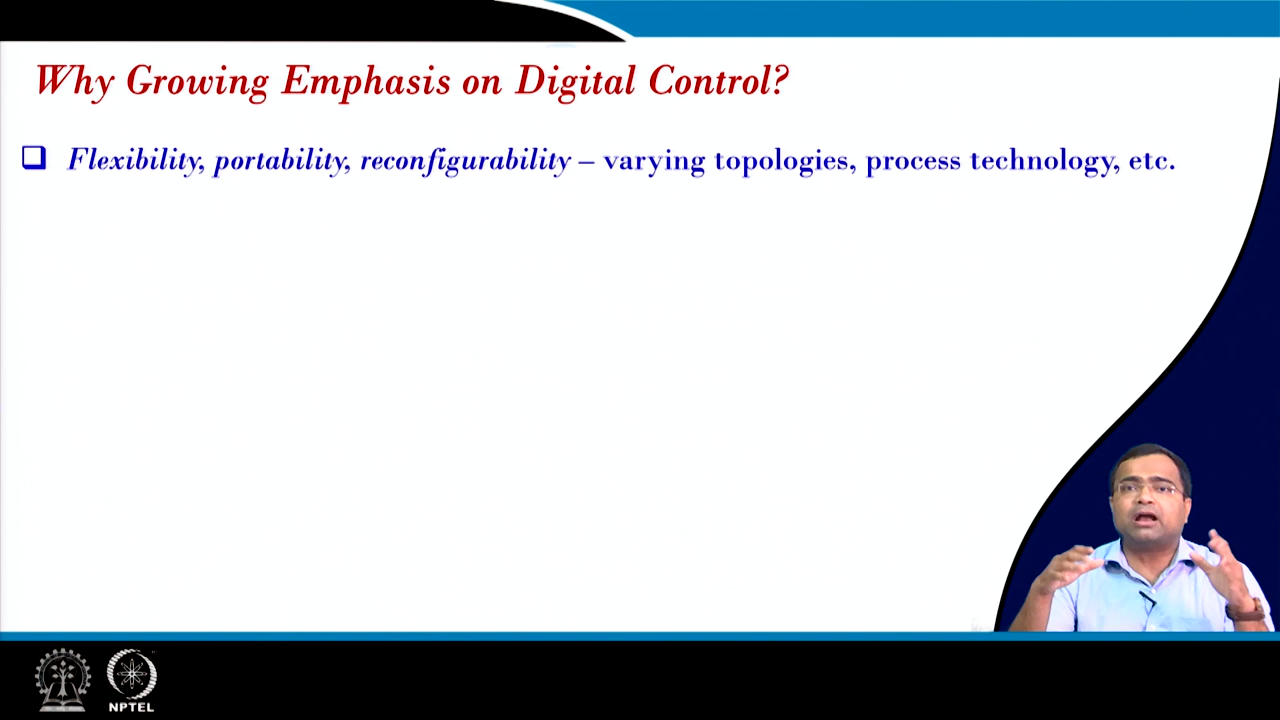 Why Growing Emphasis on Digital Control?
Flexibility, portability, reconfigurability – varying topologies, process technology, etc.
NPTEL